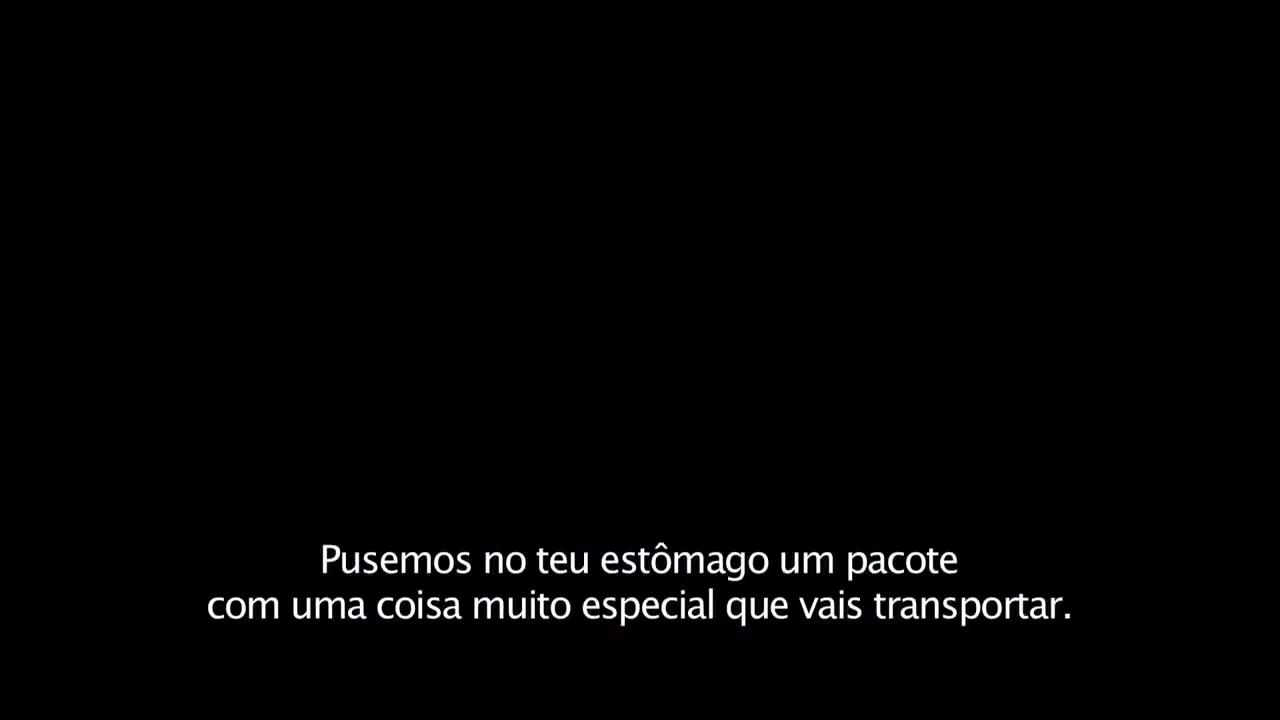 Pusemos no teu estômago um pacote
com uma coisa muito especial que vais transportar.